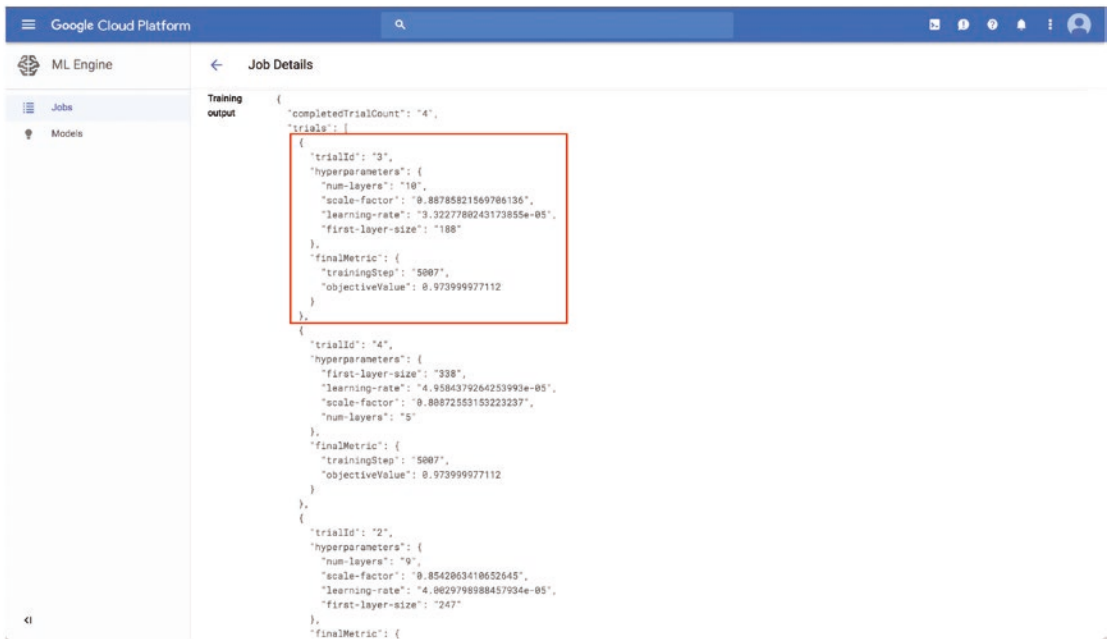 Google Cloud Platform
ML Engine
Job Details
Jobs
Models
Training
output
{
"completedTrialCount": "4",
"trials": [
{
"trialId": "3",
"hyperparameters": {
"num-layers": "10",
"scale-factor": "0.88785821569706136",
"learning-rate": "3.3227780243173855e-05",
"first-layer-size": "188"
},
"finalMetric": {
"trainingStep": "5007",
"objectiveValue": 0.973999977112
}
},
{
"trialId": "4",
"hyperparameters": {
"first-layer-size": "338",
"learning-rate": "4.9584379264253993e-05",
"scale-factor": "0.80872553153223237",
"num-layers": "5"
},
"finalMetric": {
"trainingStep": "5007",
"objectiveValue": 0.973999977112
}
},
{
"trialId": "2",
"hyperparameters": {
"num-layers": "9",
"scale-factor": "0.8542063410652645",
"learning-rate": "4.0029798988457934e-05",
"first-layer-size": "247"
},
"finalMetric": {